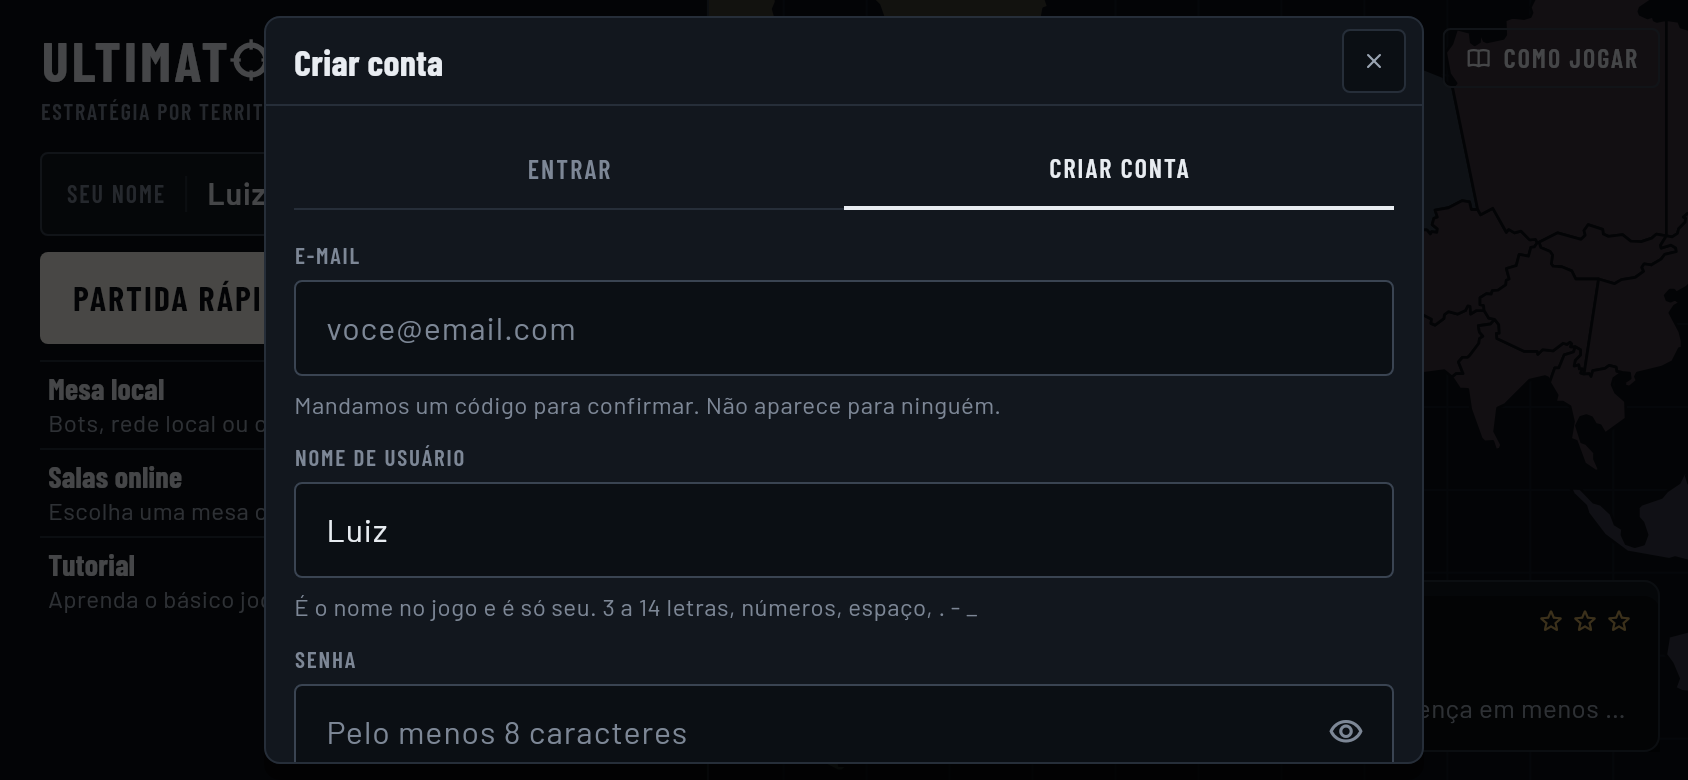 Criar conta
ULTIMAT
COMO JOGAR
ESTRATÉGIA POR TERRIT
ENTRAR
CRIAR CONTA
SEU NOME
Luiz
E-MAIL
voce@email.com
PARTIDA RÁPI
Mandamos um código para confirmar. Não aparece para ninguém.
Mesa local
Bots, rede local ou
NOME DE USUÁRIO
Luiz
Salas online
Escolha uma mesa
É o nome no jogo e é só seu. 3 a 14 letras, números, espaço, . - _
Tutorial
Aprenda o básico
SENHA
Pelo menos 8 caracteres
em menos ...